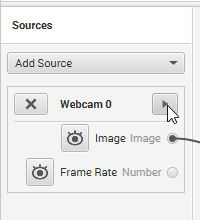 Sources
Add Source
Webcam 0
Image Image
Frame Rate Number